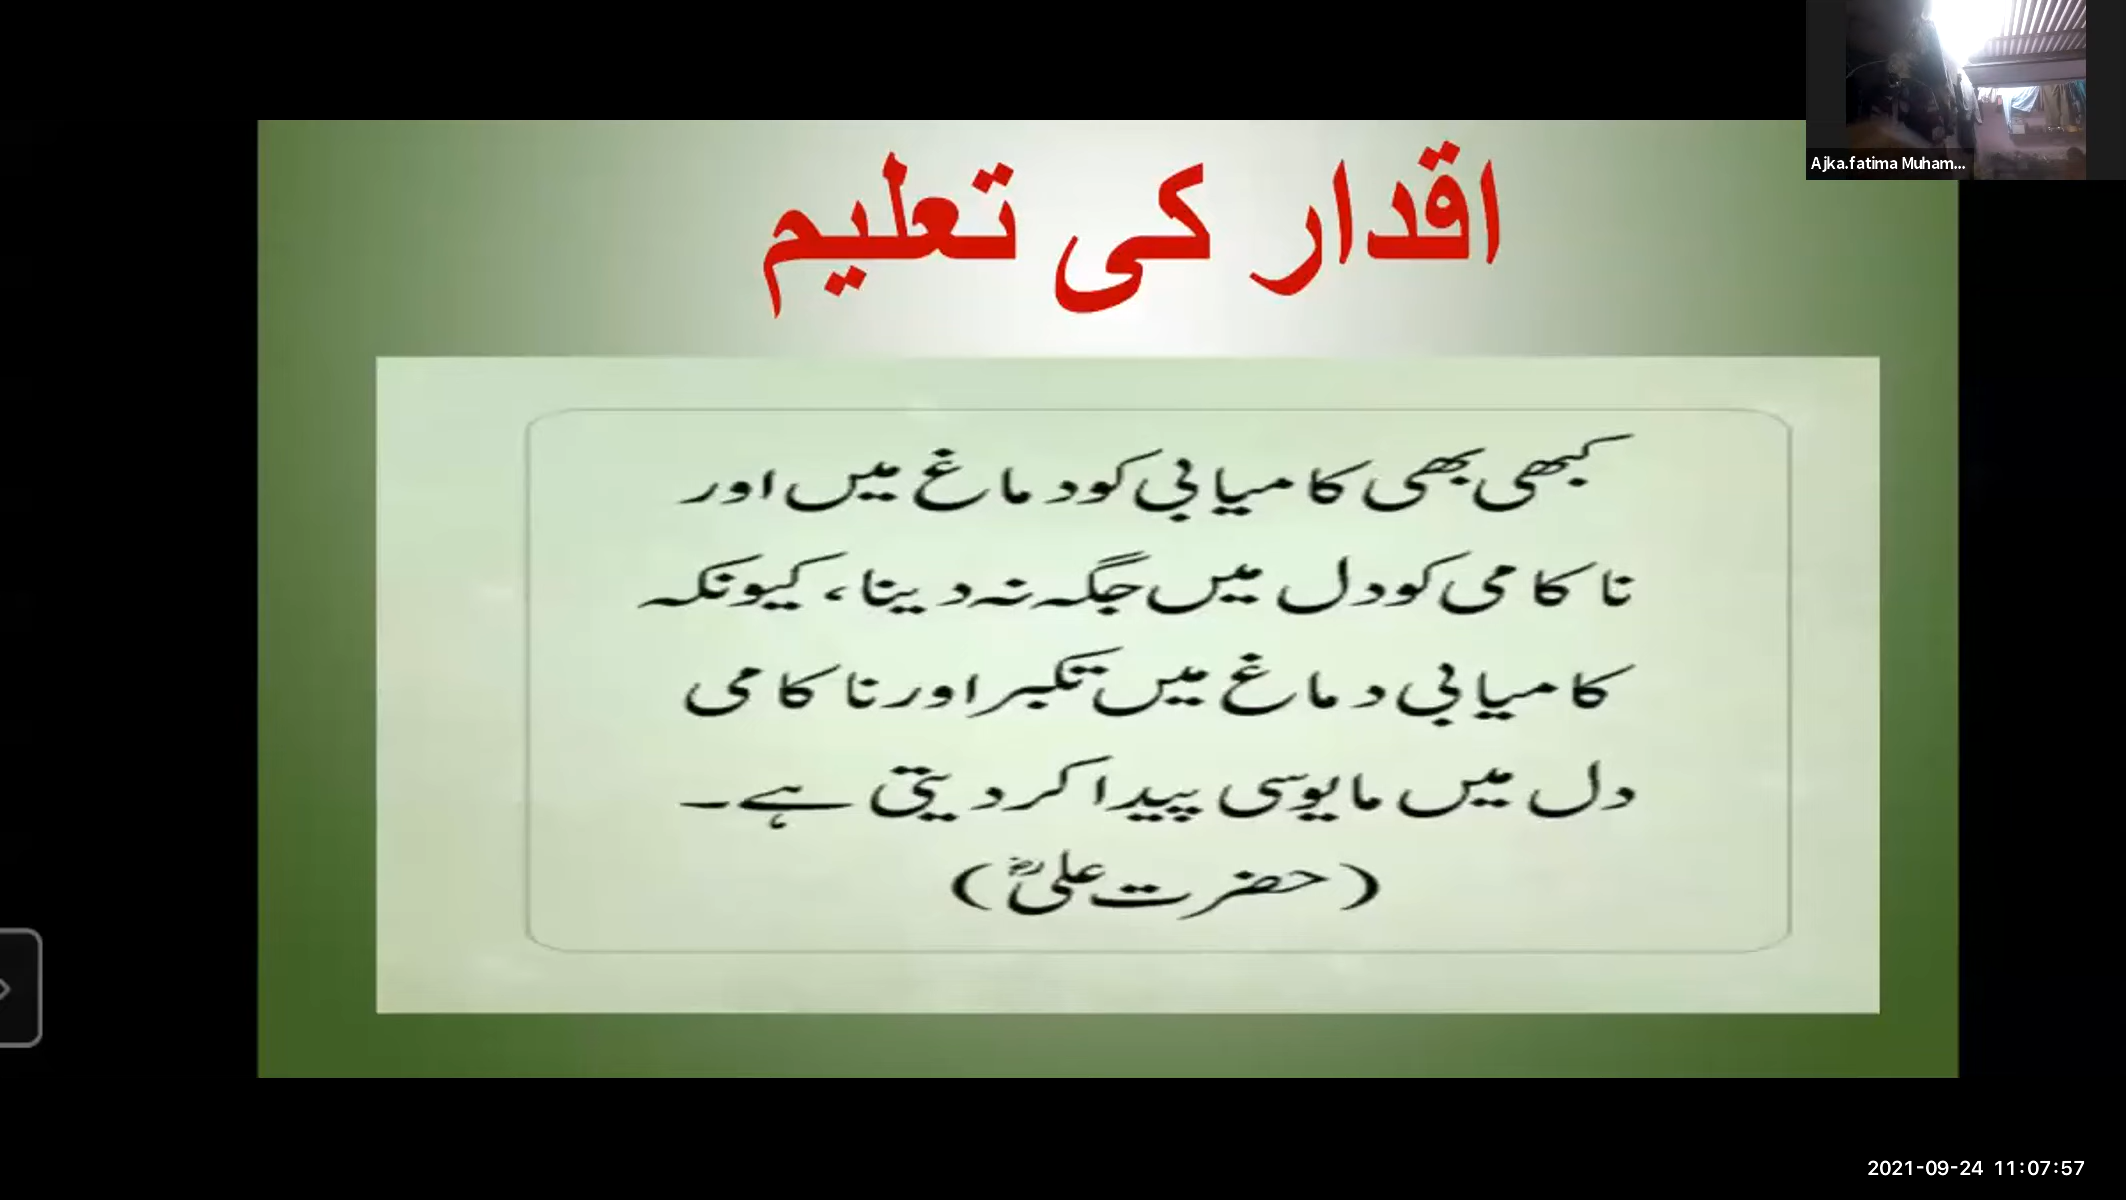 اقدار کی تعلیم
Ajka.fatima Muham...
کبھی بھی کامیابی کو دماغ میں اور
ناکامی کو دل میں جگہ نہ دینا، کیونکہ
کامیابی دماغ میں تکبر اور ناکامی
دل میں مایوسی پیدا کر دیتی ہے۔
(حضرت علیؓ)
2021-09-24 11:07:57